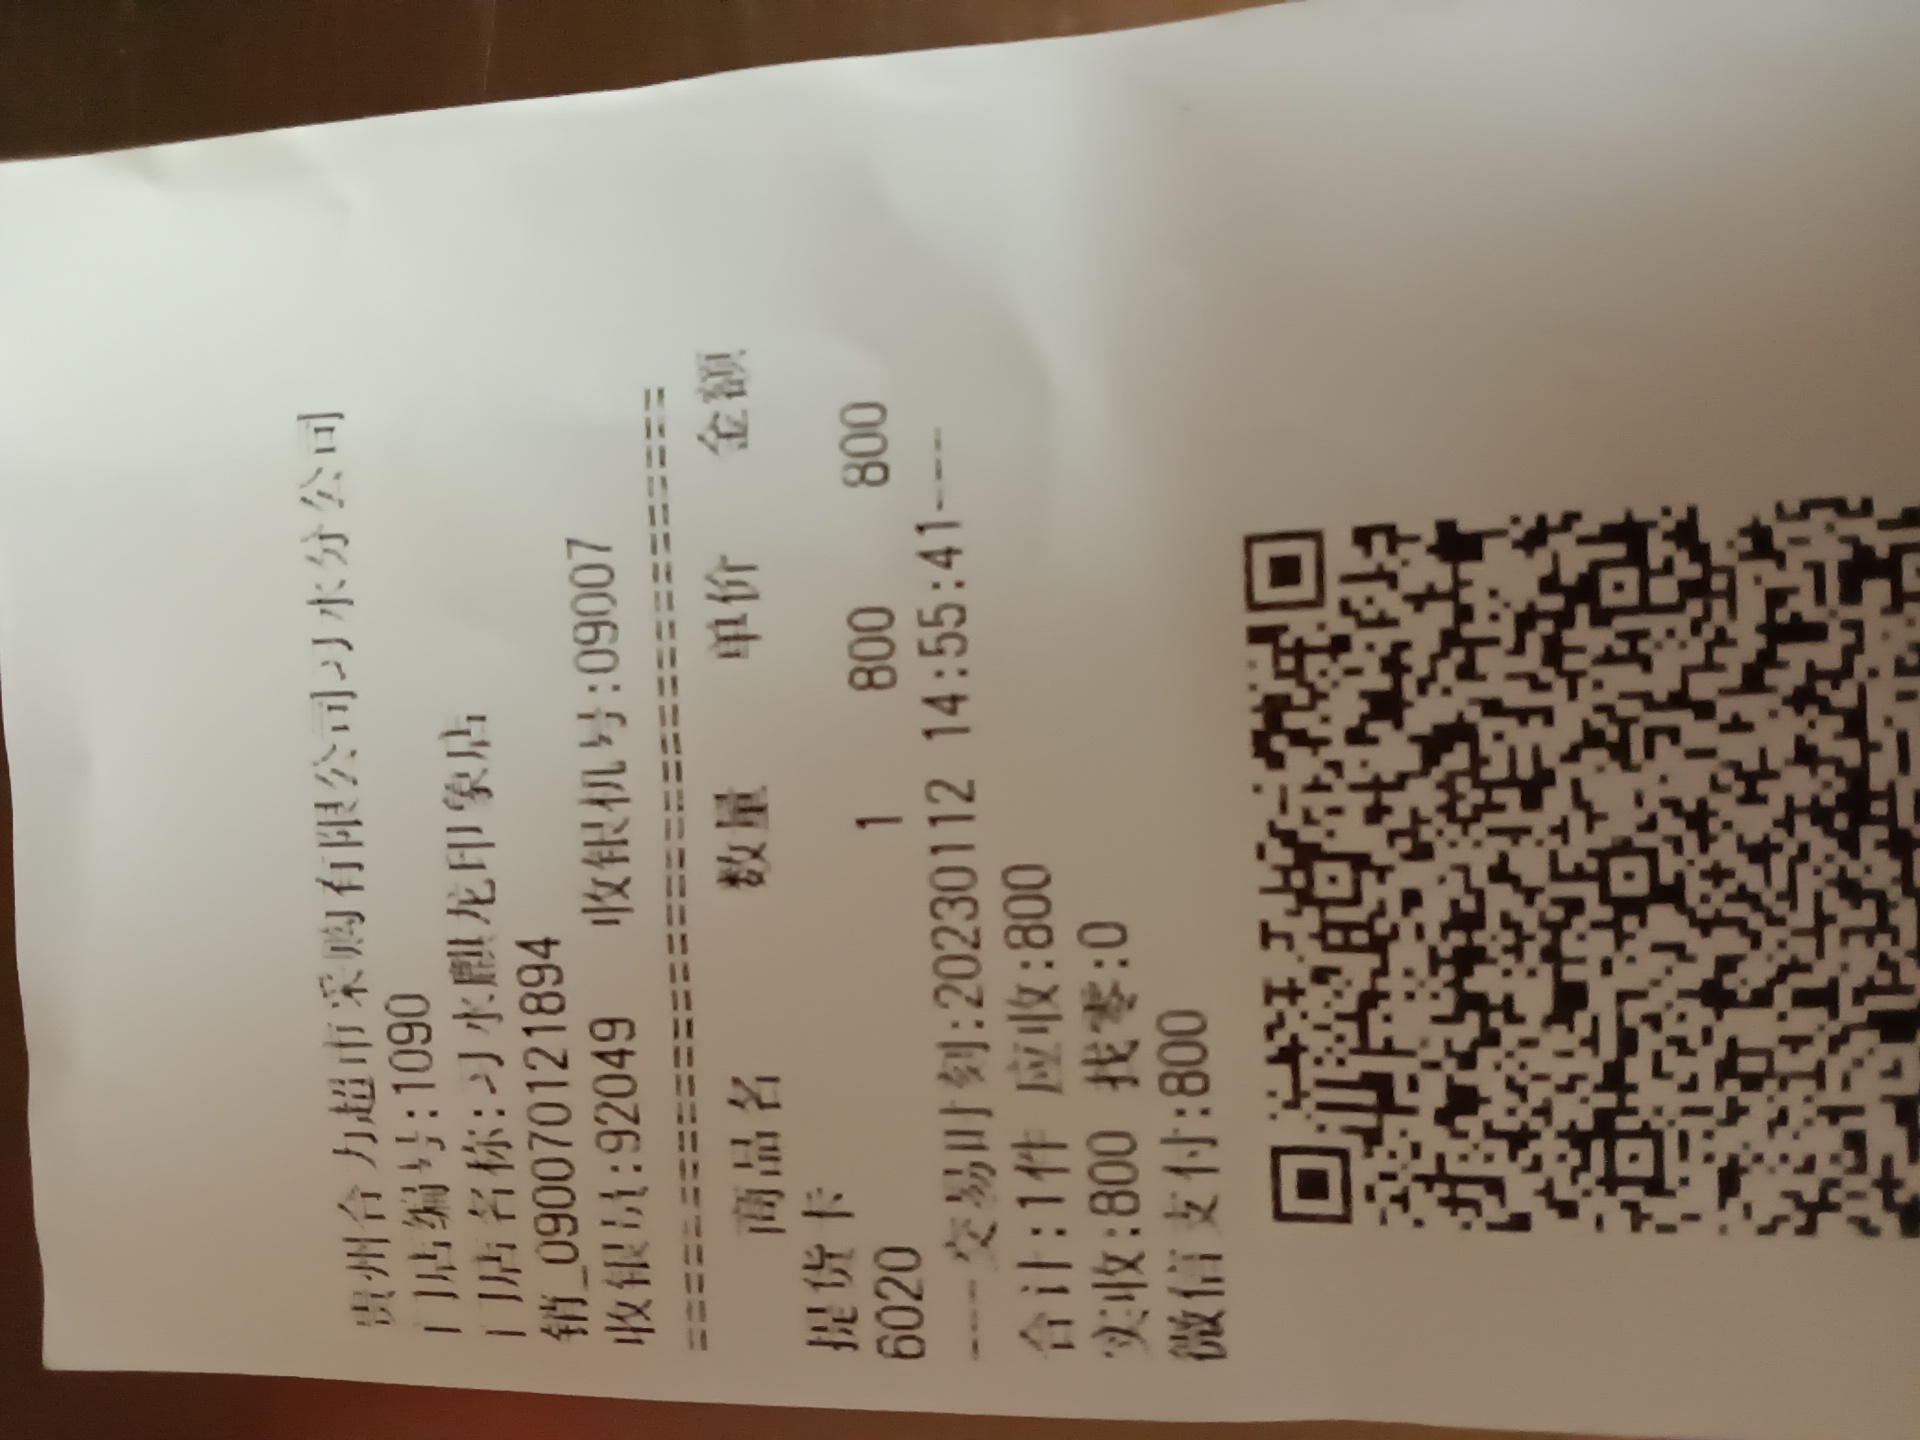 贵州合力超市采购有限公司习水分公司
门店编号:1090
门店名称:习水麒龙印象店
销_090070121894
收银员:92049 收银机号:09007
==============================
商品名 数量 单价 金额
提货卡
6020 1 800 800
---交易时刻:20230112 14:55:41---
合计:1件 应收:800
实收:800 找零:0
微信支付:800